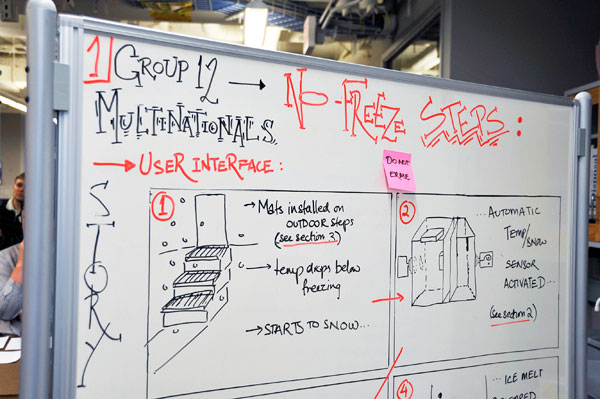 1 GROUP 12 → NO-FREEZE STEPS:
MULTINATIONALS
→ USER INTERFACE:
STORY
DO NOT
ERASE
1
→ Mats installed on
OUTDOOR steps
(see section 2)
→ temp drops below
freezing
→ STARTS TO SNOW...
2
... AUTOMATIC
TEMP/
SNOW
SENSOR
ACTIVATED...
(see section 2)
4
... ICE MELT